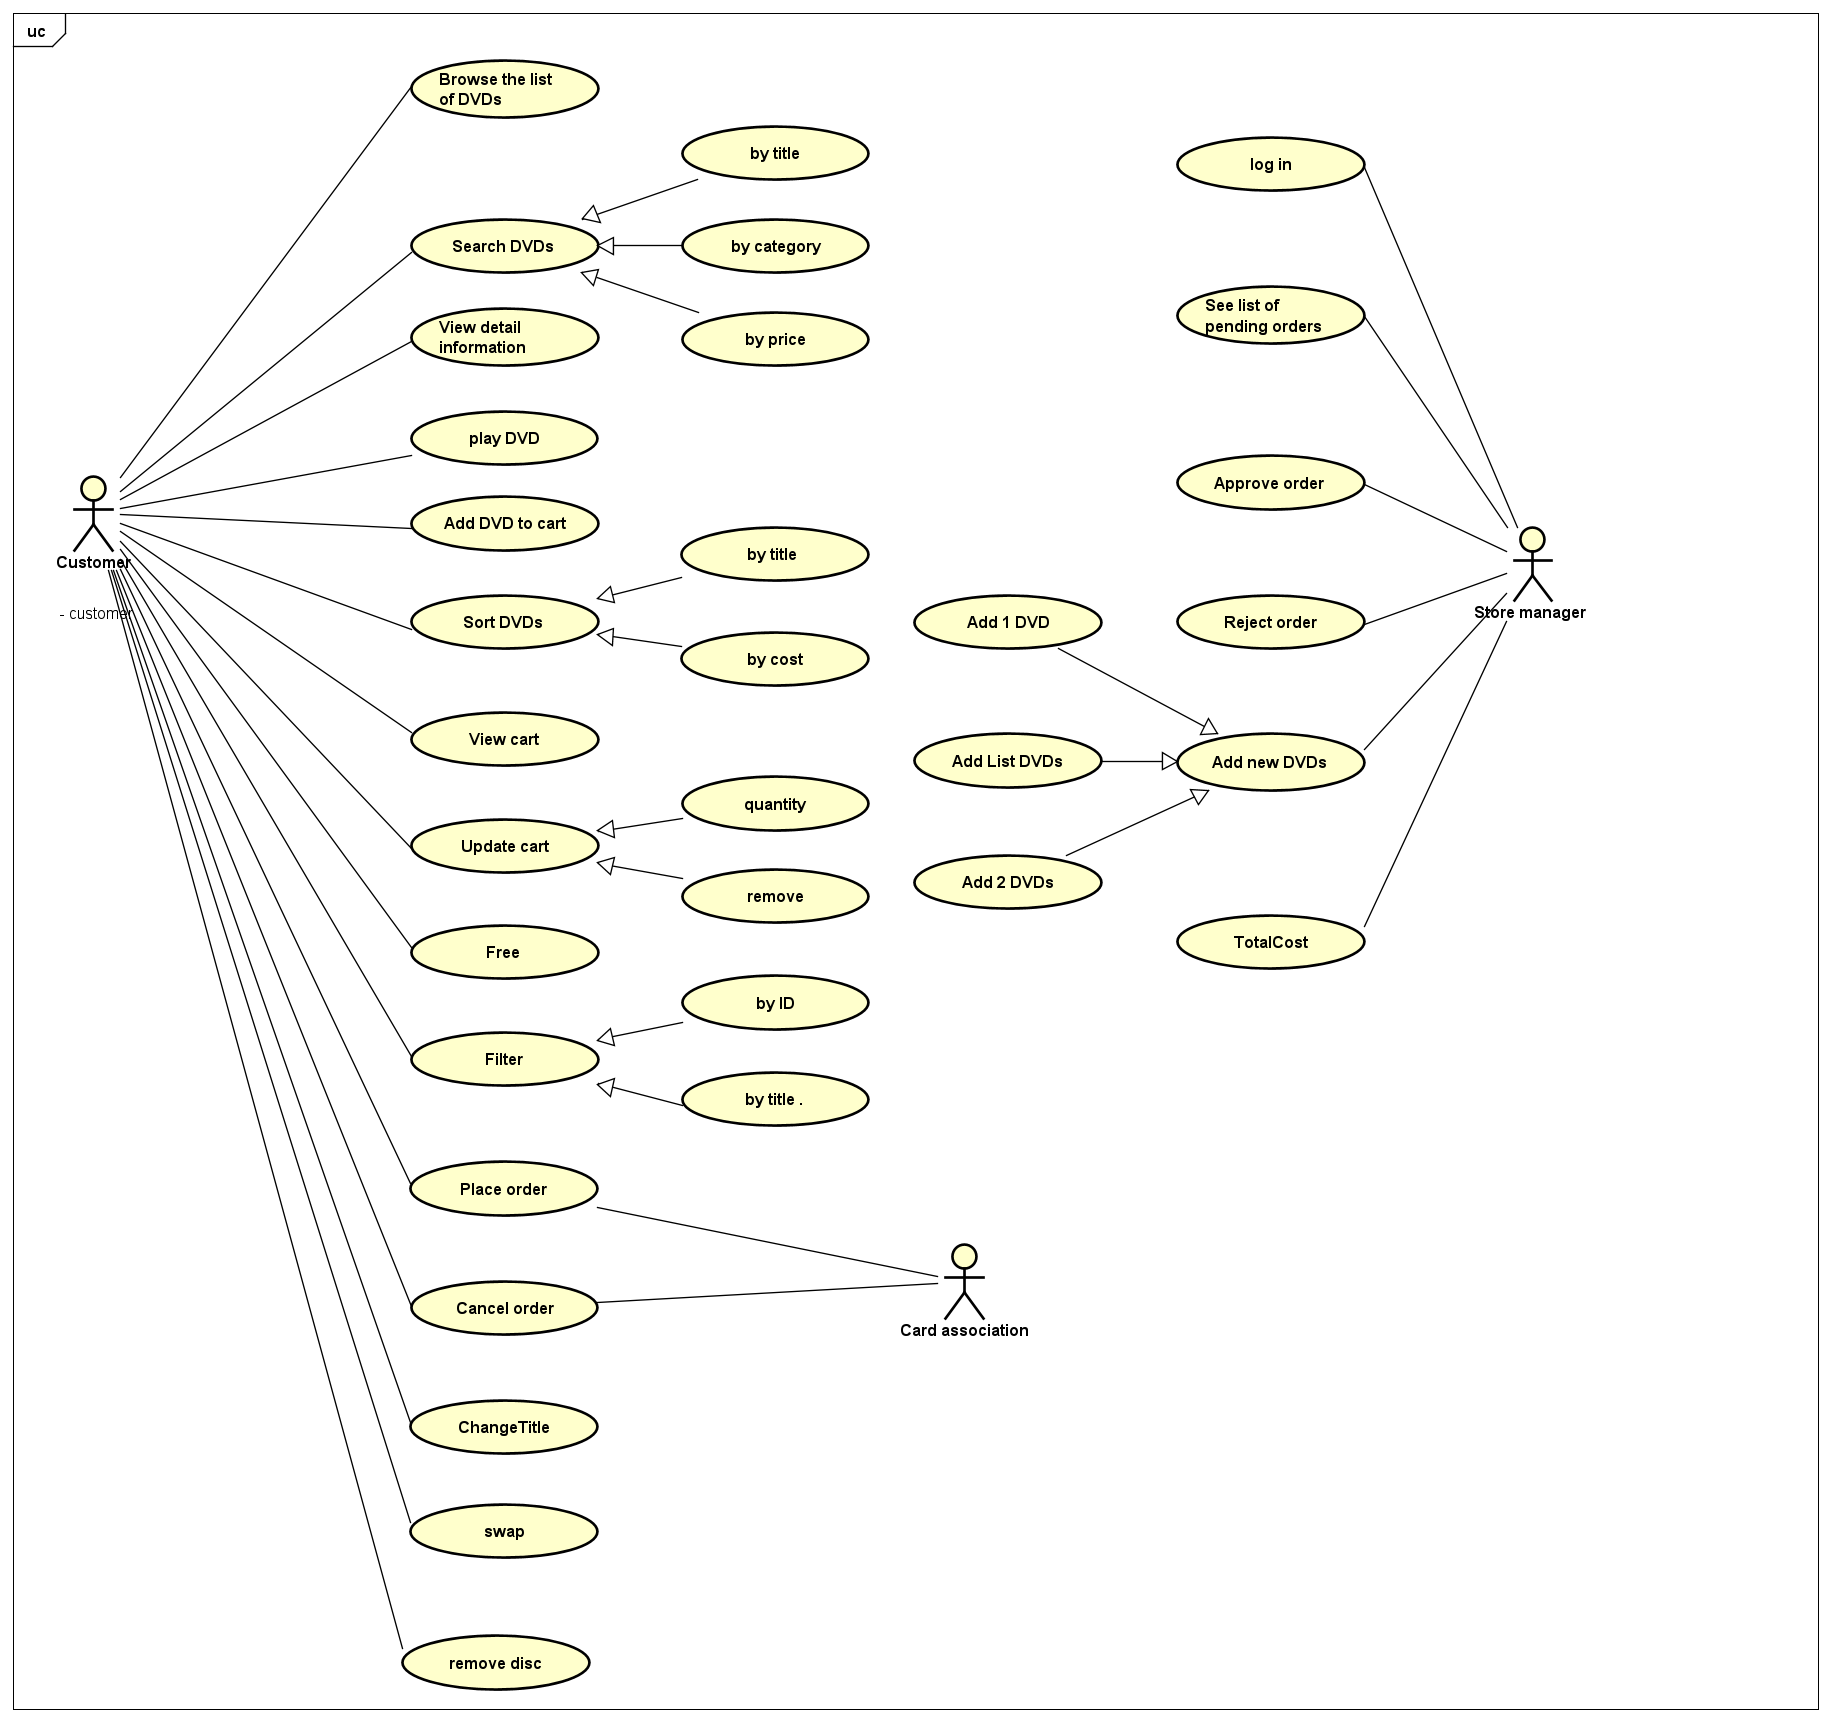 uc
Browse the list
of DVDs
by title
log in
Search DVDs
by category
See list of
pending orders
View detail
information
by price
play DVD
Approve order
Add DVD to cart
by title
Customer
- customer
Sort DVDs
by cost
Add 1 DVD
Reject order
Store manager
View cart
Add List DVDs
Add new DVDs
quantity
Update cart
remove
Add 2 DVDs
Free
TotalCost
by ID
Filter
by title .
Place order
Cancel order
Card association
ChangeTitle
swap
remove disc